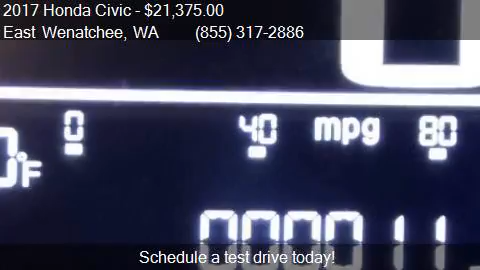 2017 Honda Civic - $21,375.00
East Wenatchee, WA (855) 317-2886
0 40 mpg 80
°F
000011
Schedule a test drive today!